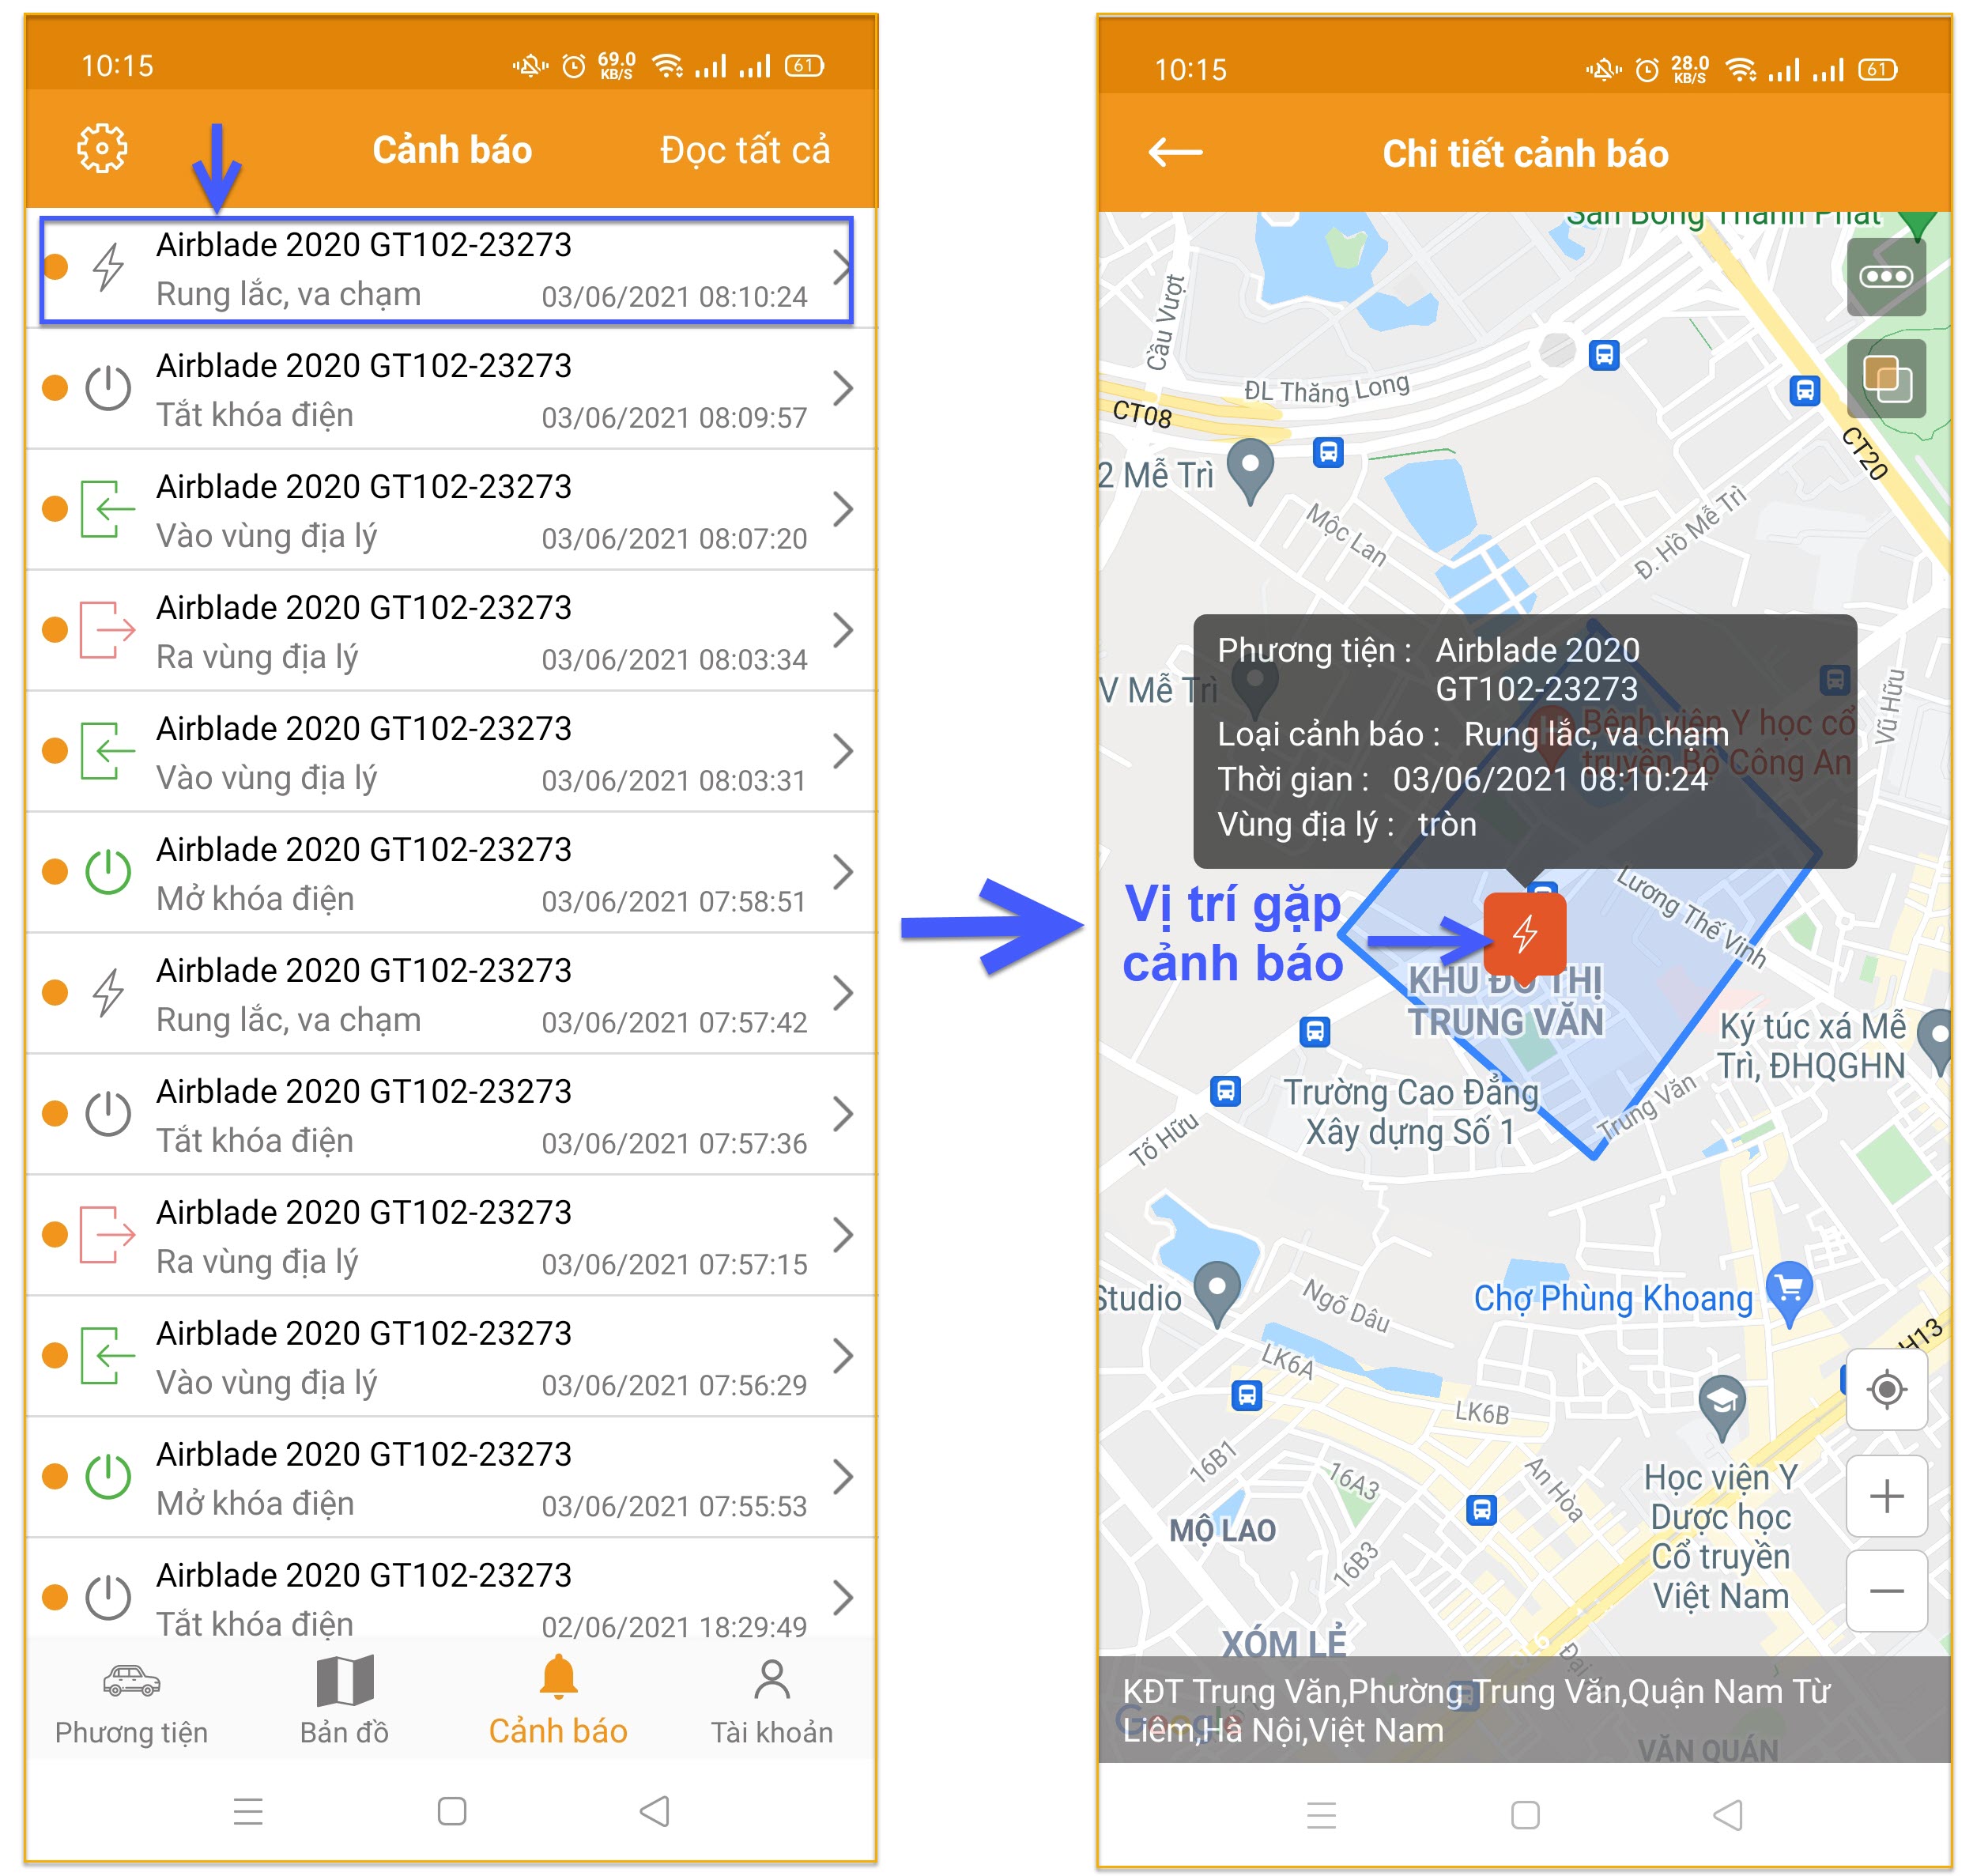 10:15
69.0
KB/S
61
Cảnh báo
Đọc tất cả
Airblade 2020 GT102-23273
Rung lắc, va chạm
03/06/2021 08:10:24
Airblade 2020 GT102-23273
Tắt khóa điện
03/06/2021 08:09:57
Airblade 2020 GT102-23273
Vào vùng địa lý
03/06/2021 08:07:20
Airblade 2020 GT102-23273
Ra vùng địa lý
03/06/2021 08:03:34
Airblade 2020 GT102-23273
Vào vùng địa lý
03/06/2021 08:03:31
Airblade 2020 GT102-23273
Mở khóa điện
03/06/2021 07:58:51
Airblade 2020 GT102-23273
Rung lắc, va chạm
03/06/2021 07:57:42
Airblade 2020 GT102-23273
Tắt khóa điện
03/06/2021 07:57:36
Airblade 2020 GT102-23273
Ra vùng địa lý
03/06/2021 07:57:15
Airblade 2020 GT102-23273
Vào vùng địa lý
03/06/2021 07:56:29
Airblade 2020 GT102-23273
Mở khóa điện
03/06/2021 07:55:53
Airblade 2020 GT102-23273
Tắt khóa điện
02/06/2021 18:29:49
Phương tiện
Bản đồ
Cảnh báo
Tài khoản
10:15
28.0
KB/S
61
Chi tiết cảnh báo
Sân Bóng Thành Phát
Cầu Vượt
ĐL Thăng Long
CT08
CT20
2 Mễ Trì
Mộc Lan
Đ. Hồ Mễ Trì
V Mễ Trì
Vũ Hữu
Phương tiện : Airblade 2020
GT102-23273
Bệnh viện Y học cổ
truyền Bộ Công An
Loại cảnh báo : Rung lắc, va chạm
Thời gian : 03/06/2021 08:10:24
Vùng địa lý : tròn
Vị trí gặp
cảnh báo
Lương Thế Vinh
KHU ĐÔ THỊ
TRUNG VĂN
Ký túc xá Mễ
Trì, ĐHQGHN
Trường Cao Đẳng
Xây dựng Số 1
Trung Văn
Tố Hữu
Studio
Ngõ Dâu
Chợ Phùng Khoang
H13
LK6A
LK6B
16B1
16A3
An Hòa
MỘ LAO
16B3
Học viện Y
Dược học
Cổ truyền
Việt Nam
XÓM LẺ
KĐT Trung Văn,Phường Trung Văn,Quận Nam Từ
Liêm,Hà Nội,Việt Nam
Google
VĂN QUÁN